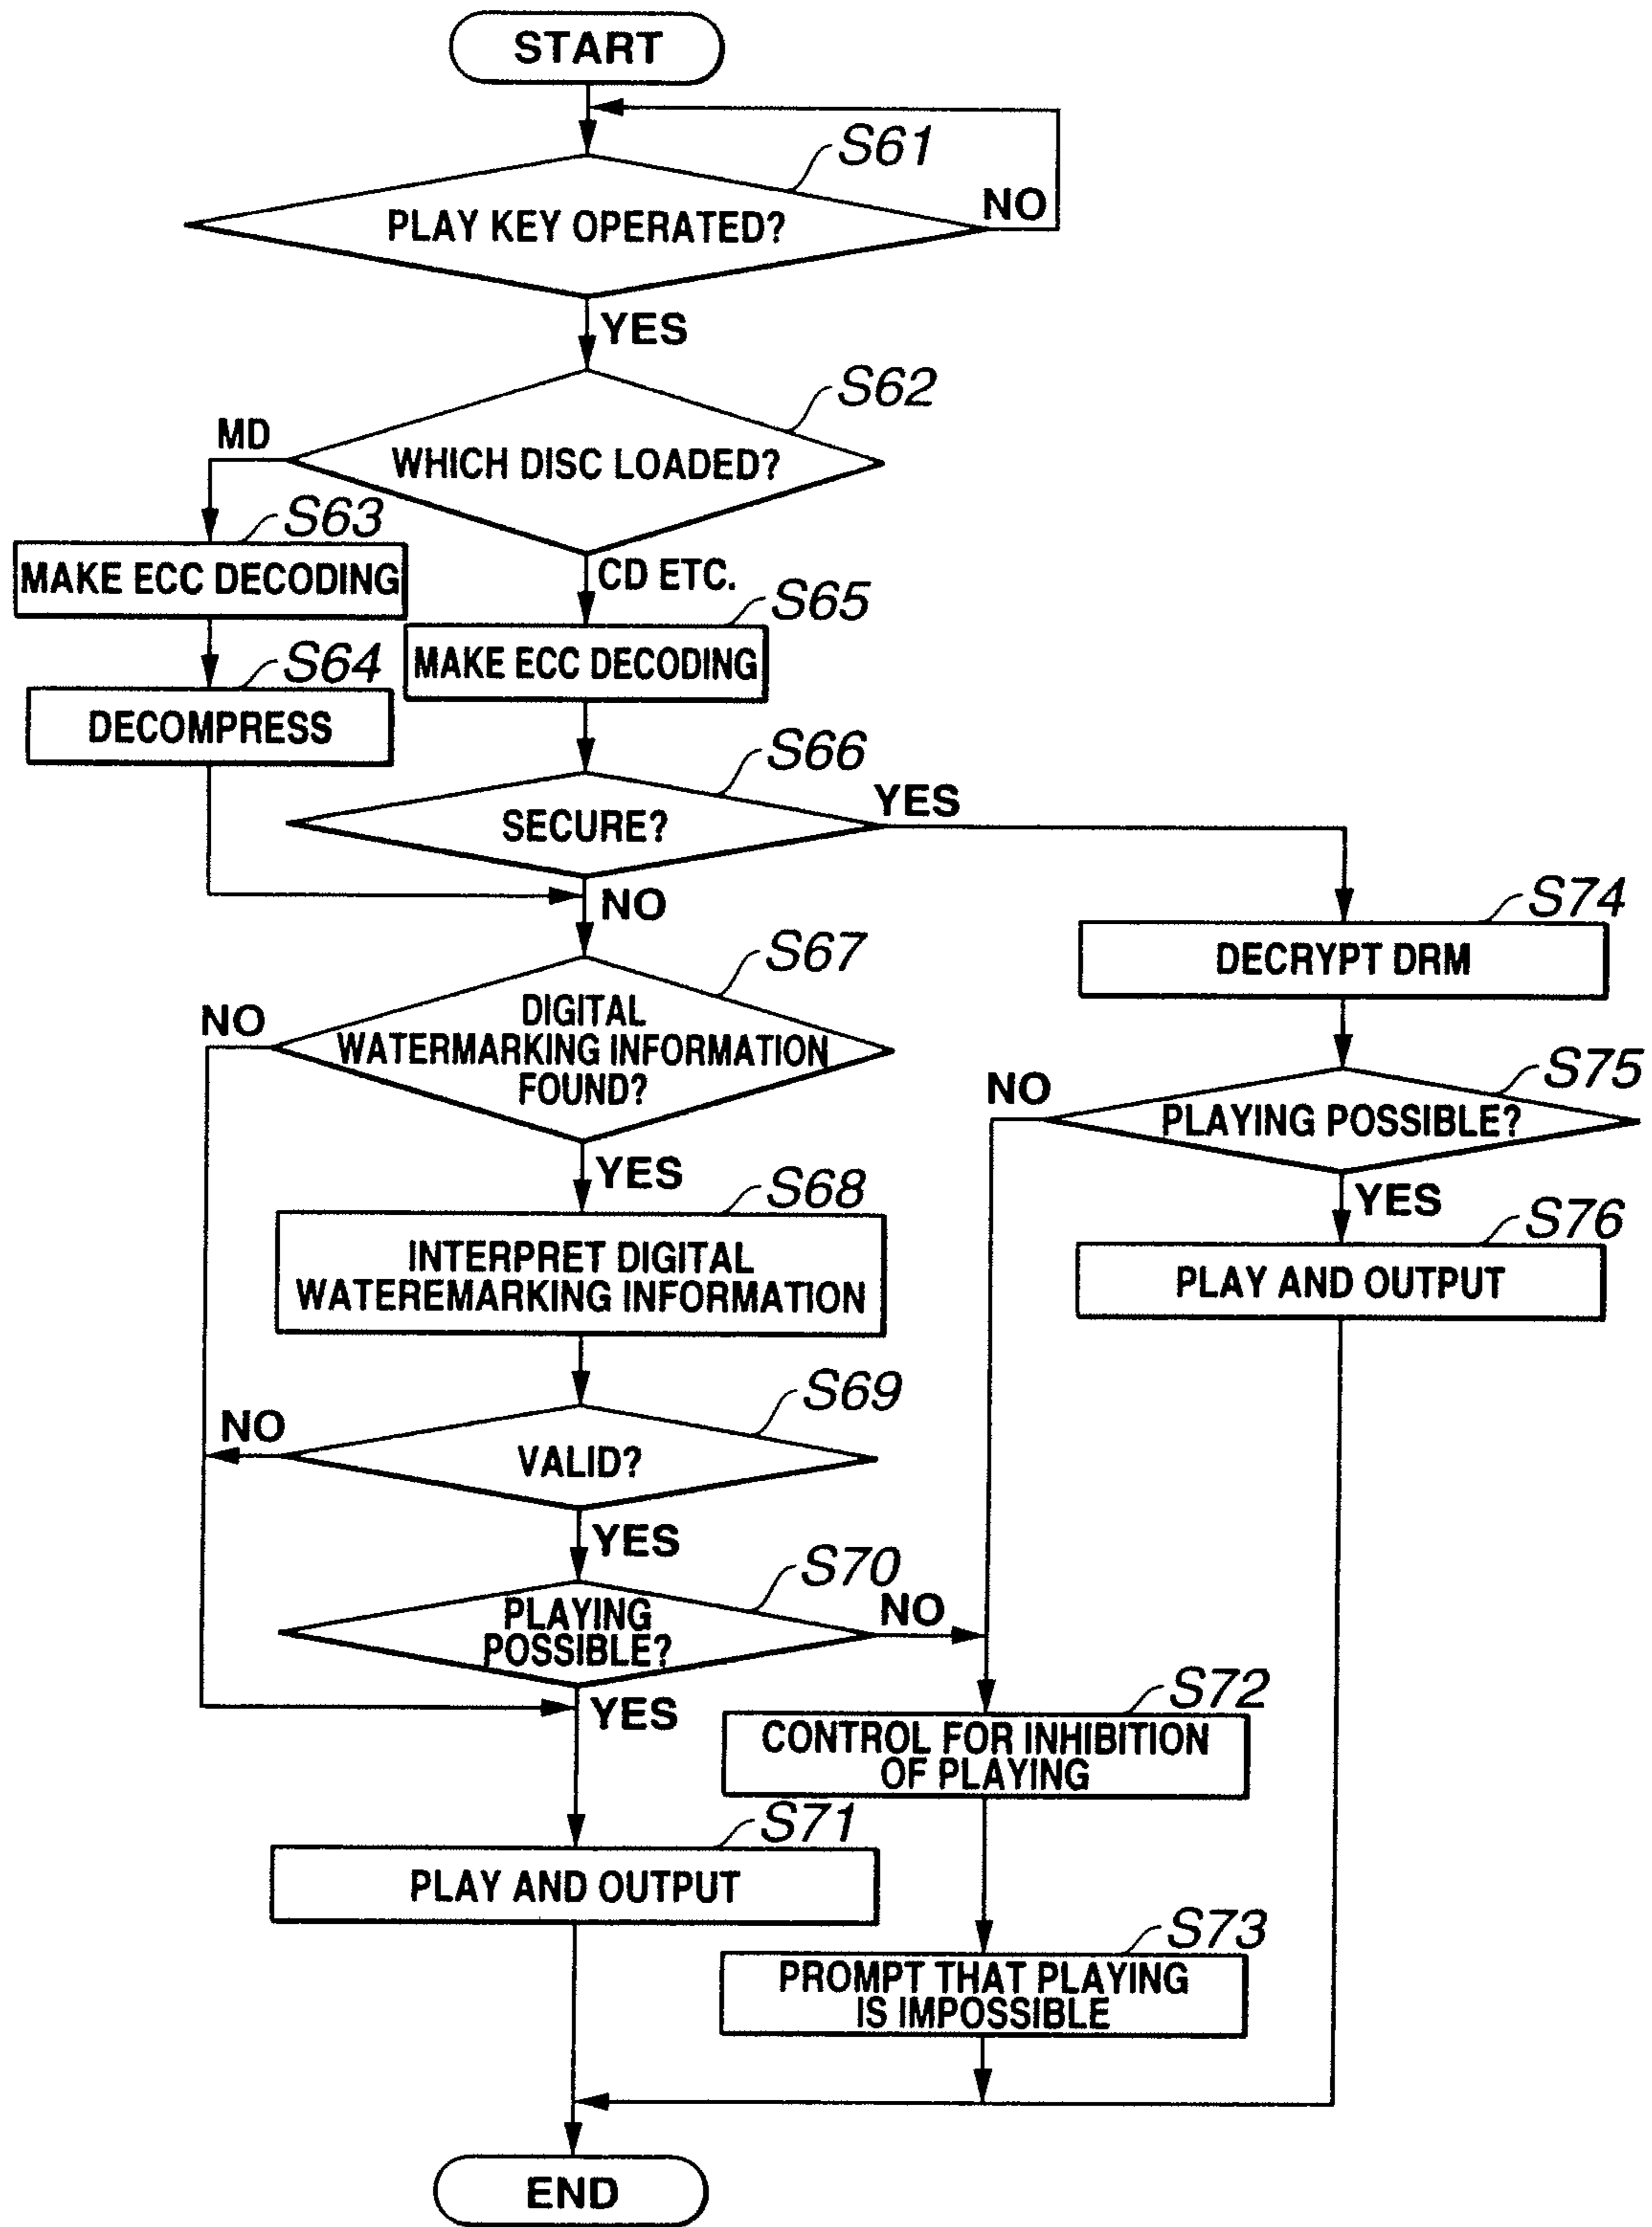 START
S61
PLAY KEY OPERATED?
NO
YES
S62
MD
WHICH DISC LOADED?
S63
MAKE ECC DECODING
CD ETC.
S65
MAKE ECC DECODING
S64
DECOMPRESS
S66
SECURE?
YES
NO
S74
DECRYPT DRM
S67
NO
DIGITAL
WATERMARKING INFORMATION
FOUND?
S75
NO
PLAYING POSSIBLE?
YES
YES
S68
INTERPRET DIGITAL
WATEREMARKING INFORMATION
S76
PLAY AND OUTPUT
S69
NO
VALID?
YES
S70
PLAYING
POSSIBLE?
NO
YES
S72
CONTROL FOR INHIBITION
OF PLAYING
S71
PLAY AND OUTPUT
S73
PROMPT THAT PLAYING
IS IMPOSSIBLE
END